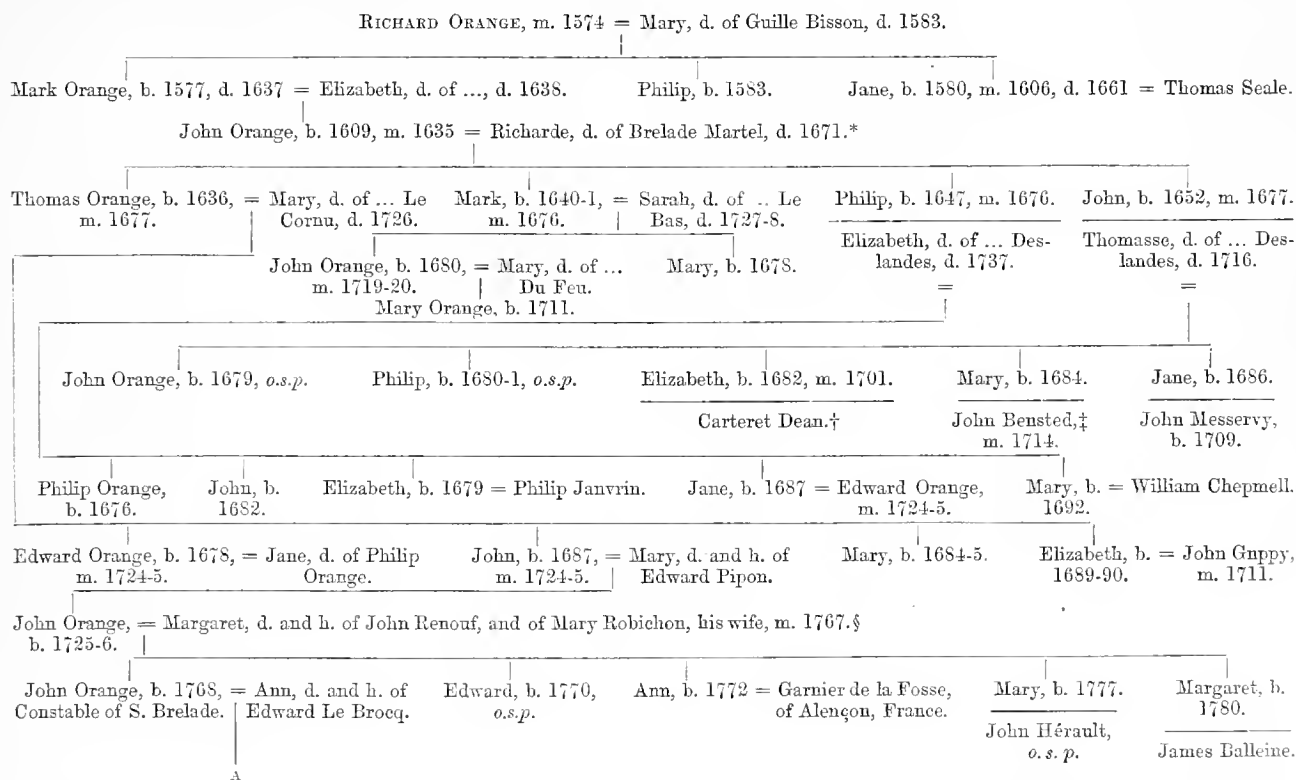 RICHARD ORANGE, m. 1574 = Mary, d. of Guille Bisson, d. 1583.
Mark Orange, b. 1577, d. 1637 = Elizabeth, d. of ..., d. 1638. Philip, b. 1583. Jane, b. 1580, m. 1606, d. 1661 = Thomas Seale.
John Orange, b. 1609, m. 1635 = Richarde, d. of Brelade Martel, d. 1671.*
Thomas Orange, b. 1636, = Mary, d. of ... Le Mark, b. 1640-1, = Sarah, d. of .. Le Philip, b. 1647, m. 1676. John, b. 1652, m. 1677.
m. 1677. Cornu, d. 1726. m. 1676. Bas, d. 1727-8. Elizabeth, d. of ... Des- Thomasse, d. of ... Des-
John Orange, b. 1680, = Mary, d. of ... Mary, b. 1678. landes, d. 1737. landes, d. 1716.
m. 1719-20. Du Feu. = =
Mary Orange, b. 1711.
John Orange, b. 1679, o.s.p. Philip, b. 1680-1, o.s.p. Elizabeth, b. 1682, m. 1701. Mary, b. 1684. Jane, b. 1686.
Carteret Dean.† John Bensted,‡ John Messervy,
m. 1714. b. 1709.
Philip Orange, John, b. Elizabeth, b. 1679 = Philip Janvrin. Jane, b. 1687 = Edward Orange, Mary, b. = William Chepmell.
b. 1676. 1682. m. 1724-5. 1692.
Edward Orange, b. 1678, = Jane, d. of Philip John, b. 1687, = Mary, d. and h. of Mary, b. 1684-5. Elizabeth, b. = John Guppy,
m. 1724-5. Orange. m. 1724-5. Edward Pipon. 1689-90. m. 1711.
John Orange, = Margaret, d. and h. of John Renouf, and of Mary Robichon, his wife, m. 1767.§
b. 1725-6.
John Orange, b. 1768, = Ann, d. and h. of Edward, b. 1770, Ann, b. 1772 = Garnier de la Fosse, Mary, b. 1777. Margaret, b.
Constable of S. Brelade. Edward Le Brocq. o.s.p. of Alençon, France. John Hérault, 1780.
o. s. p. James Balleine.
A